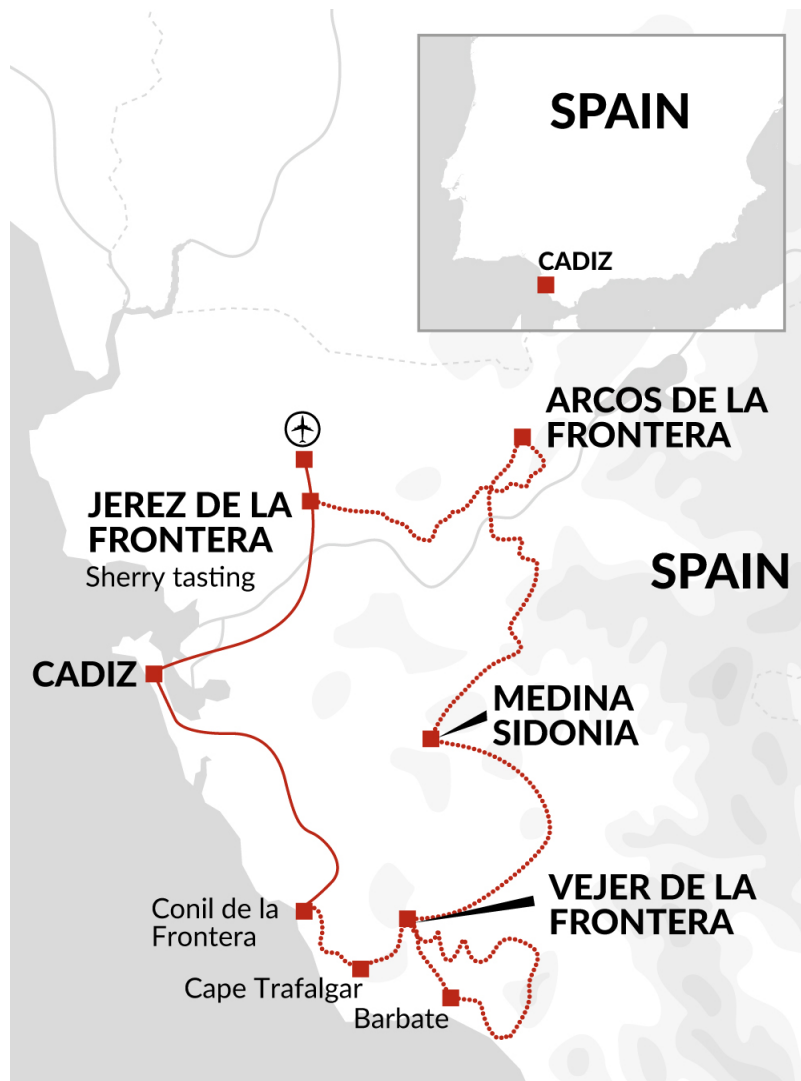 SPAIN
CADIZ
ARCOS DE LA
FRONTERA
JEREZ DE LA
FRONTERA
Sherry tasting
SPAIN
CADIZ
MEDINA
SIDONIA
VEJER DE LA
FRONTERA
Conil de la
Frontera
Cape Trafalgar
Barbate